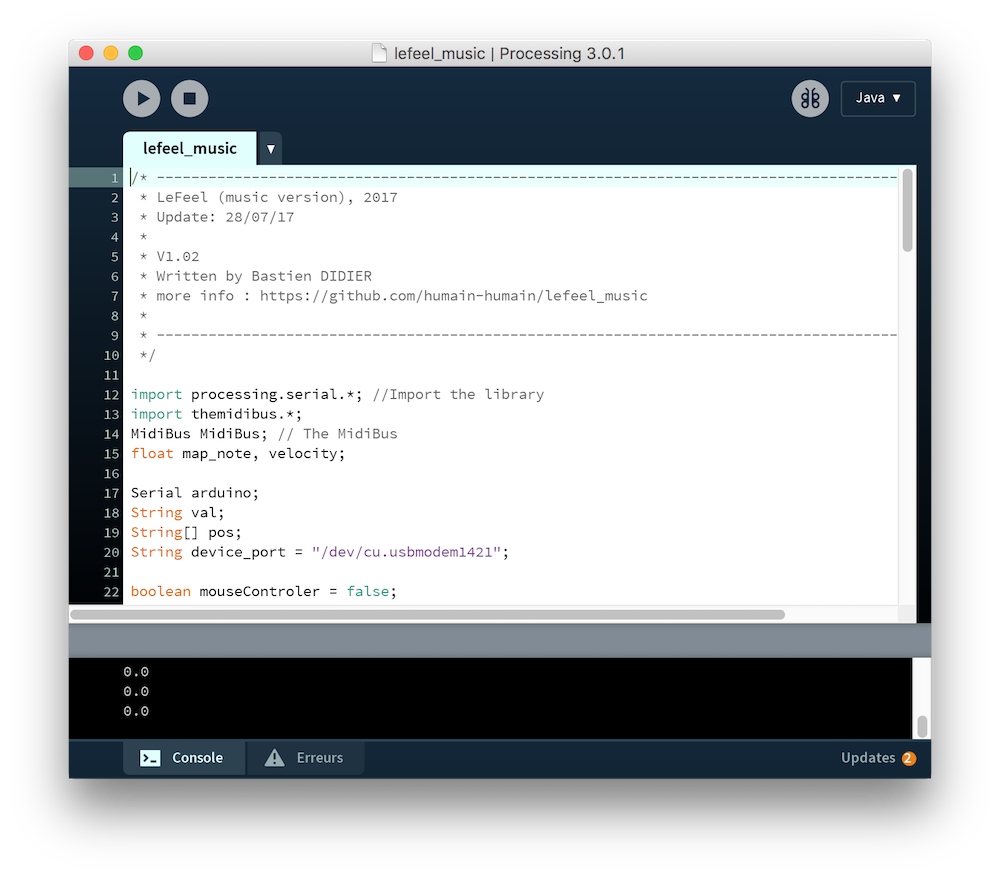 lefeel_music | Processing 3.0.1
Java ▼
lefeel_music ▼
1 /* --------------------------------------------------------------------------------------
2  * LeFeel (music version), 2017
3  * Update: 28/07/17
4  *
5  * V1.02
6  * Written by Bastien DIDIER
7  * more info : https://github.com/humain-humain/lefeel_music
8  *
9  * --------------------------------------------------------------------------------------
10  */
11
12 import processing.serial.*; //Import the library
13 import themidibus.*;
14 MidiBus MidiBus; // The MidiBus
15 float map_note, velocity;
16
17 Serial arduino;
18 String val;
19 String[] pos;
20 String device_port = "/dev/cu.usbmodem1421";
21
22 boolean mouseControler = false;
0.0
0.0
0.0
>_ Console
Erreurs
Updates 2